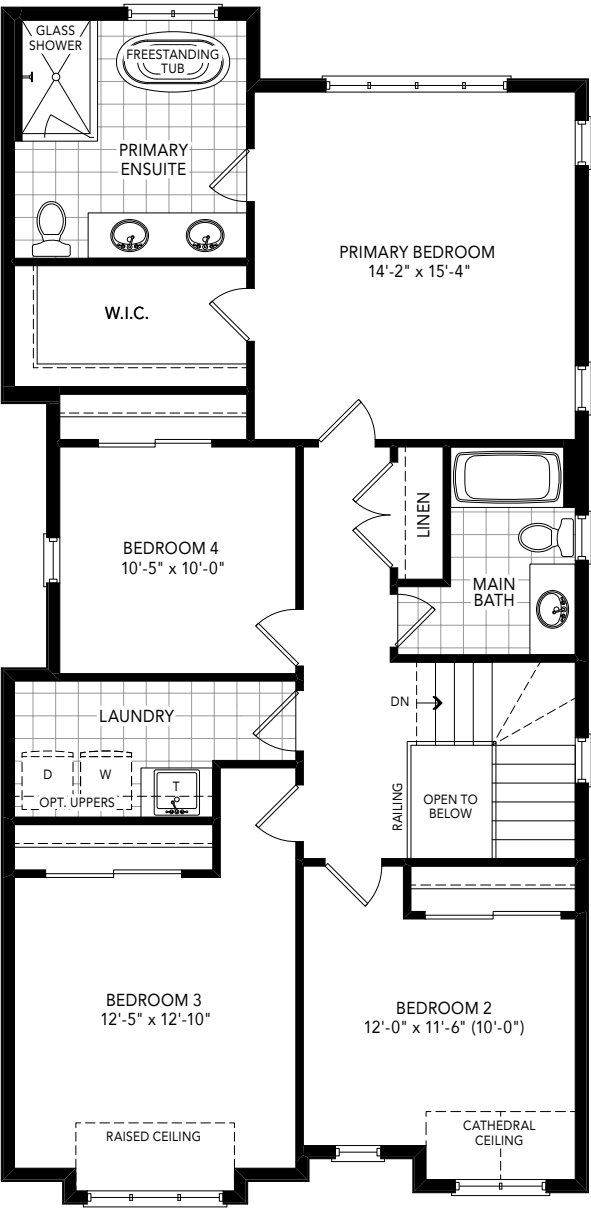 GLASS
SHOWER
FREESTANDING
TUB
PRIMARY
ENSUITE
PRIMARY BEDROOM
14'-2" x 15'-4"
W.I.C.
LINEN
BEDROOM 4
10'-5" x 10'-0"
MAIN
BATH
LAUNDRY
DN
D
W
T
OPT. UPPERS
RAILING
OPEN TO
BELOW
BEDROOM 3
12'-5" x 12'-10"
BEDROOM 2
12'-0" x 11'-6" (10'-0")
RAISED CEILING
CATHEDRAL
CEILING